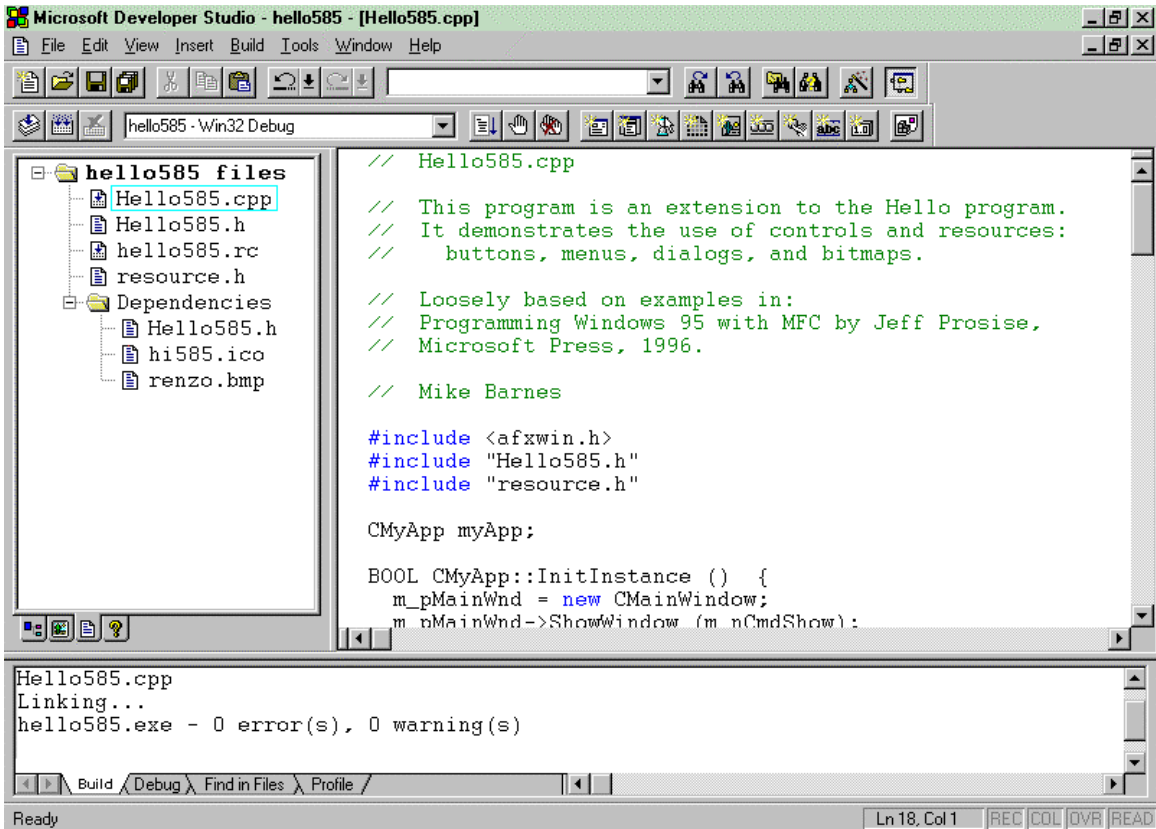 Microsoft Developer Studio - hello585 - [Hello585.cpp]
File Edit View Insert Build Tools Window Help
hello585 - Win32 Debug
abc
hello585 files
Hello585.cpp
Hello585.h
hello585.rc
resource.h
Dependencies
Hello585.h
hi585.ico
renzo.bmp
// Hello585.cpp
// This program is an extension to the Hello program.
// It demonstrates the use of controls and resources:
// buttons, menus, dialogs, and bitmaps.
// Loosely based on examples in:
// Programming Windows 95 with MFC by Jeff Prosise,
// Microsoft Press, 1996.
// Mike Barnes
#include <afxwin.h>
#include "Hello585.h"
#include "resource.h"
CMyApp myApp;
BOOL CMyApp::InitInstance () {
m_pMainWnd = new CMainWindow;
m_pMainWnd->ShowWindow (m_nCmdShow);
Hello585.cpp
Linking...
hello585.exe - 0 error(s), 0 warning(s)
Build Debug Find in Files Profile
Ready Ln 18, Col 1 REC COL OVR READ